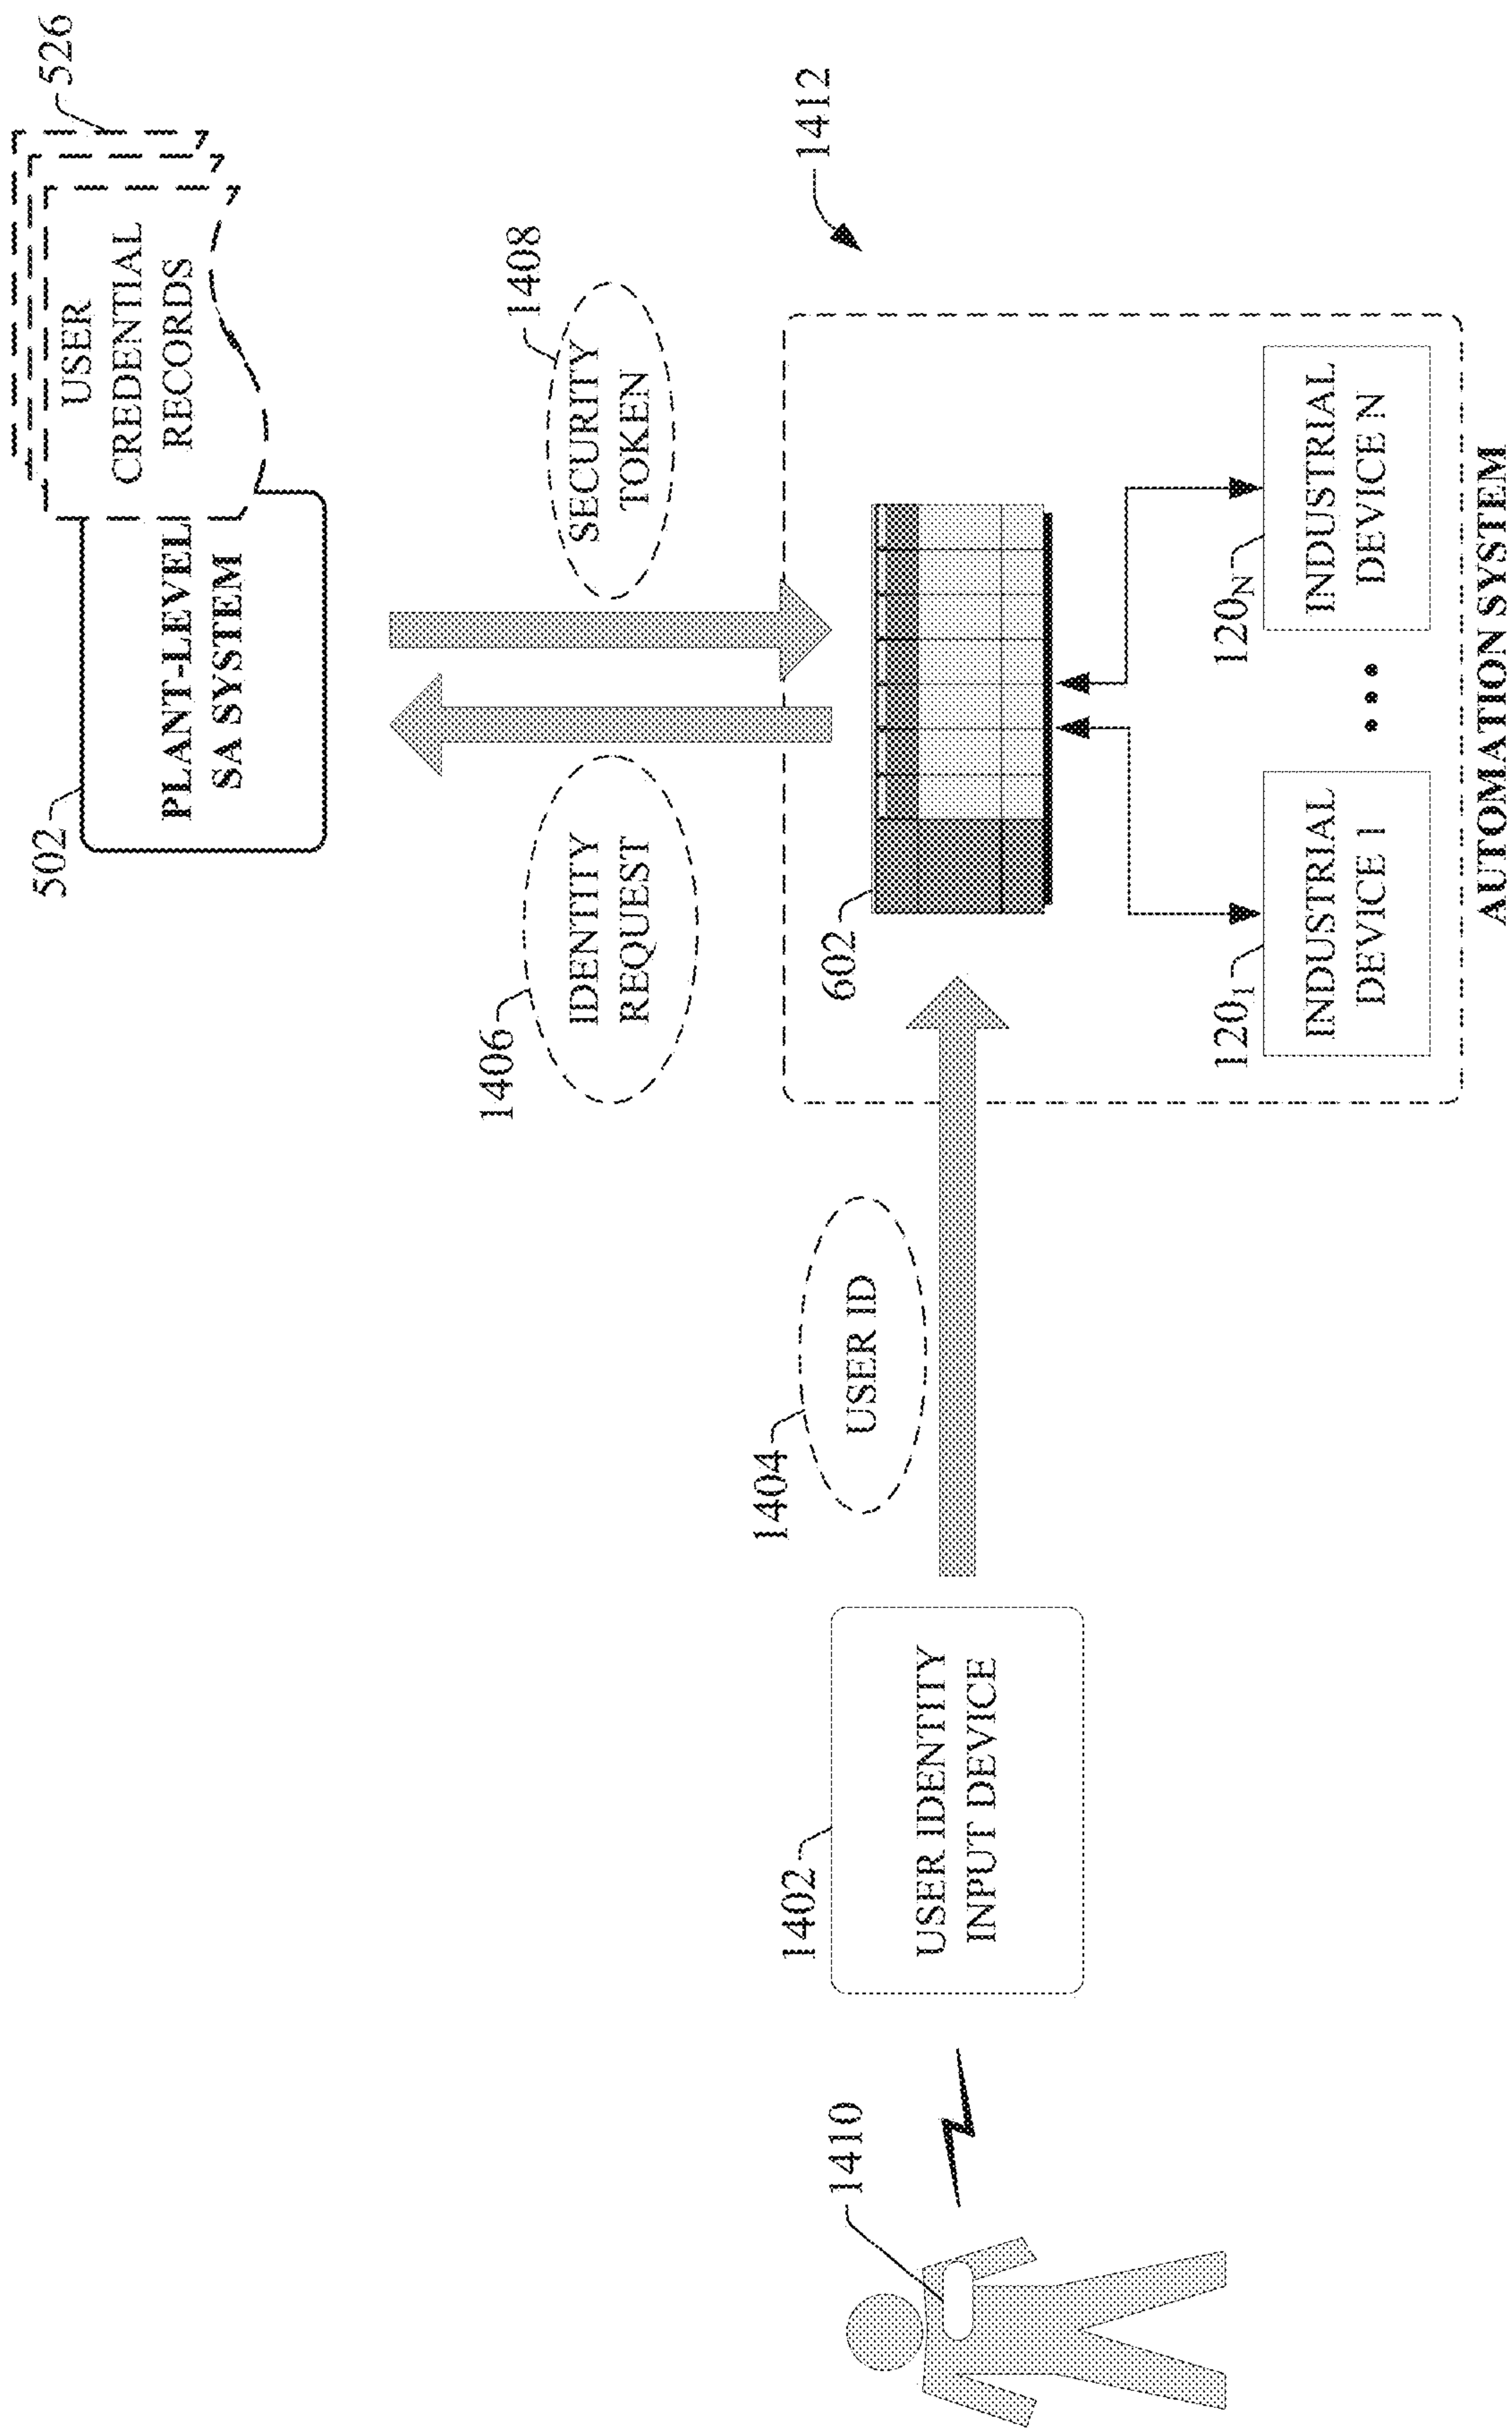 526
USER
CREDENTIAL
RECORDS
502
PLANT-LEVEL
SA SYSTEM
1408
SECURITY
TOKEN
1406
IDENTITY
REQUEST
1412
1404
USER ID
602
1402
USER IDENTITY
INPUT DEVICE
1410
120₁
INDUSTRIAL
DEVICE 1
•••
120N
INDUSTRIAL
DEVICE N
AUTOMATION SYSTEM